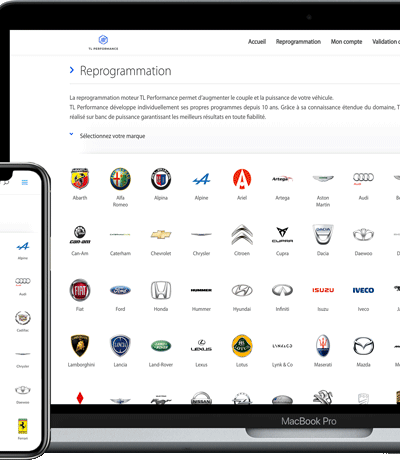 TL PERFORMANCE
Accueil Reprogrammation Mon compte Validation
Reprogrammation
La reprogrammation moteur TL Performance permet d'augmenter le couple et la puissance de votre véhicule.
TL Performance développe individuellement ses propres programmes depuis 10 ans. Grâce à sa connaissance étendue du domaine,
réalisé sur banc de puissance garantissant les meilleurs résultats en toute fiabilité.
Sélectionnez votre marque
Abarth Alfa Romeo Alpina Alpine Ariel Artega Aston Martin Audi
Can-Am Caterham Chevrolet Chrysler Citroen Cupra Dacia Daewoo
Fiat Ford Honda Hummer Hyundai Infiniti Isuzu Iveco
Lamborghini Lancia Land-Rover Lexus Lotus Lynk & Co Maserati Mazda
Alpine
Audi
Cadillac
Chrysler
Daewoo
Ferrari
MacBook Pro